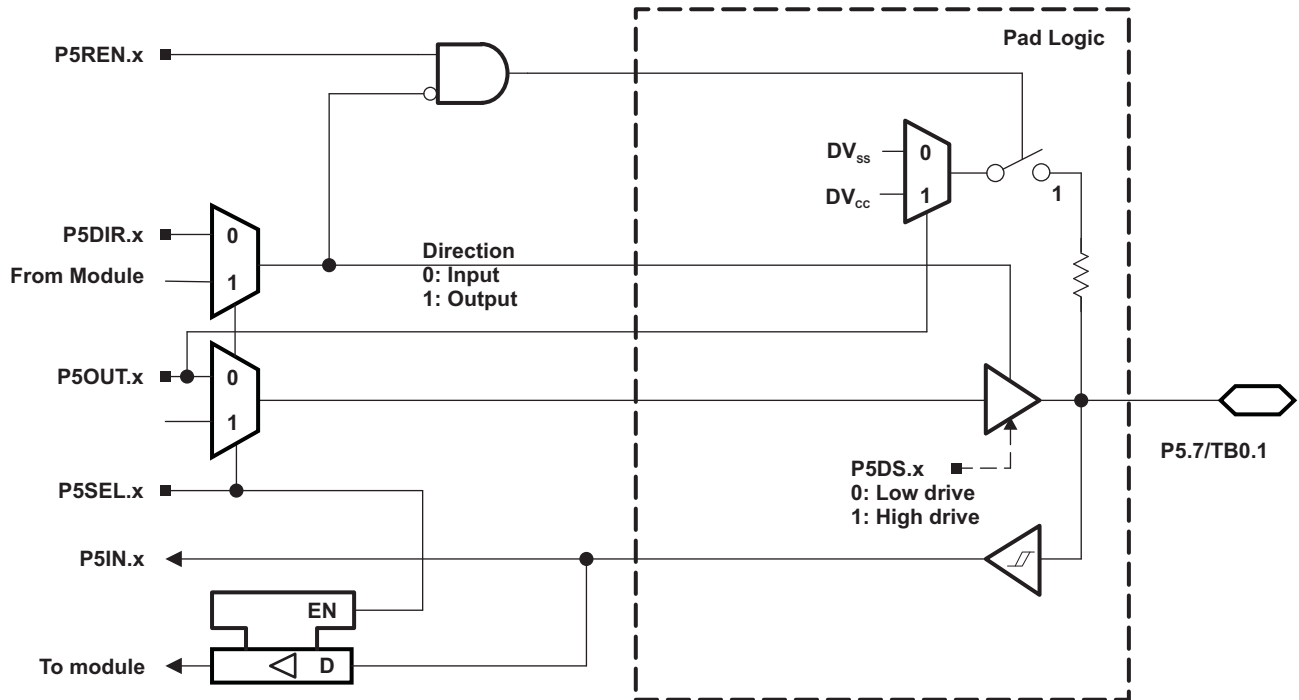 Pad Logic
P5REN.x
DVss
0
DVcc
1
1
P5DIR.x
0
From Module
1
Direction
0: Input
1: Output
P5OUT.x
0
1
P5DS.x
0: Low drive
1: High drive
P5.7/TB0.1
P5SEL.x
P5IN.x
EN
To module
D